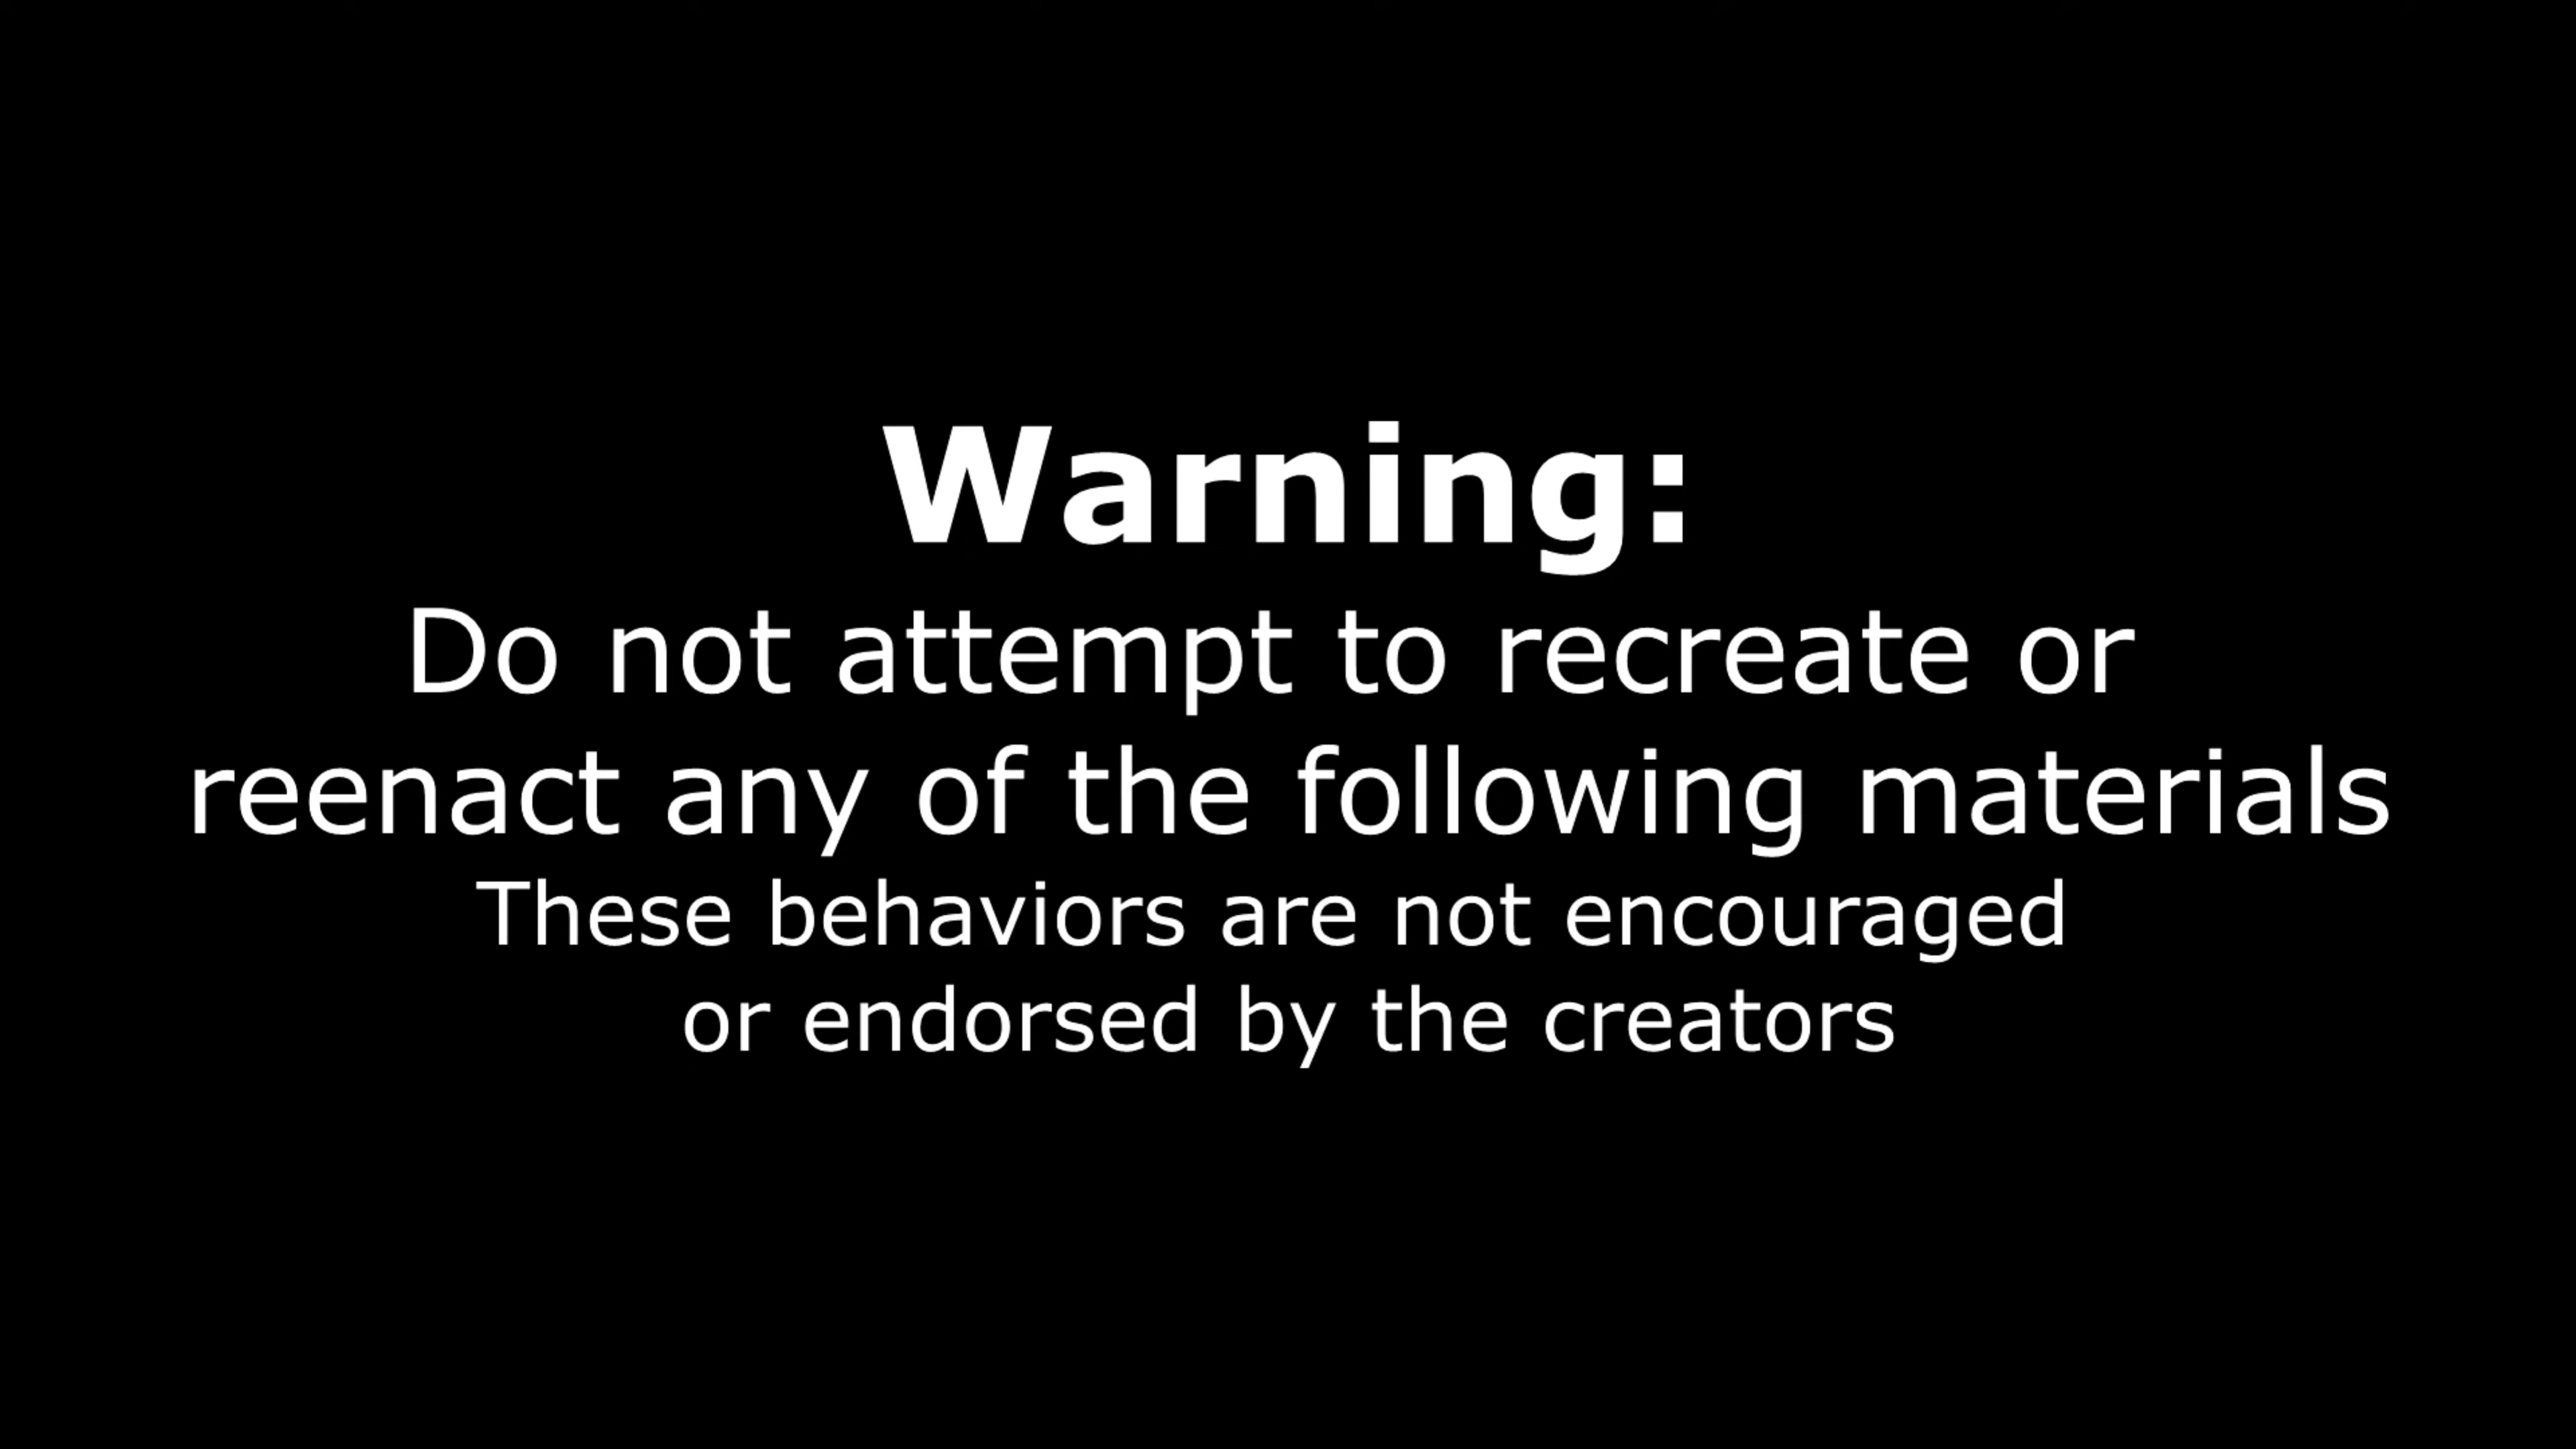 Warning:
Do not attempt to recreate or
reenact any of the following materials
These behaviors are not encouraged
or endorsed by the creators